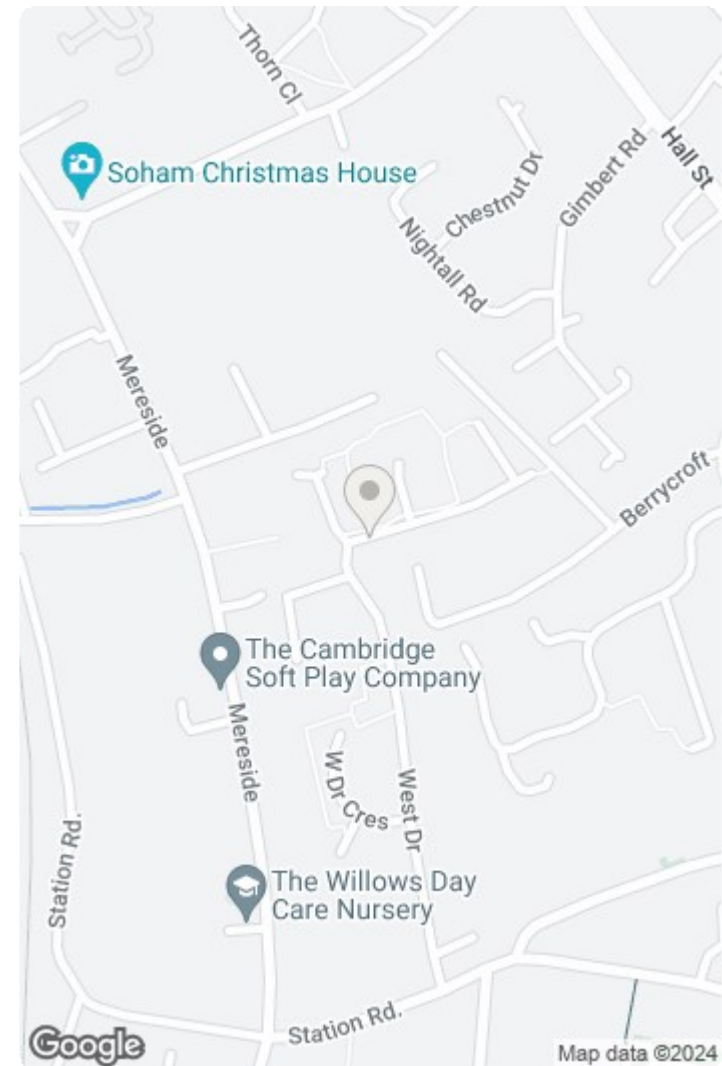 Thorn Cl
Soham Christmas House
Hall St
Gimbert Rd
Chestnut Dr
Nightall Rd
Mereside
Berrycroft
The Cambridge
Soft Play Company
Mereside
W Dr Cres
West Dr
Station Rd.
The Willows Day
Care Nursery
Station Rd.
Google
Map data ©2024